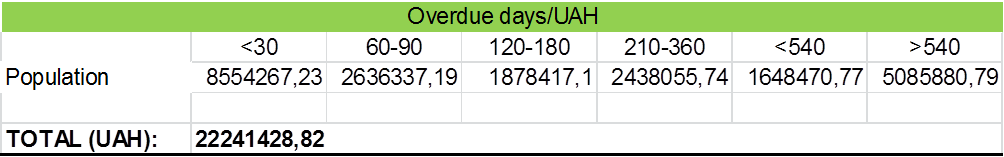 Overdue days/UAH
<30 60-90 120-180 210-360 <540 >540
Population 8554267,23 2636337,19 1878417,1 2438055,74 1648470,77 5085880,79
TOTAL (UAH): 22241428,82